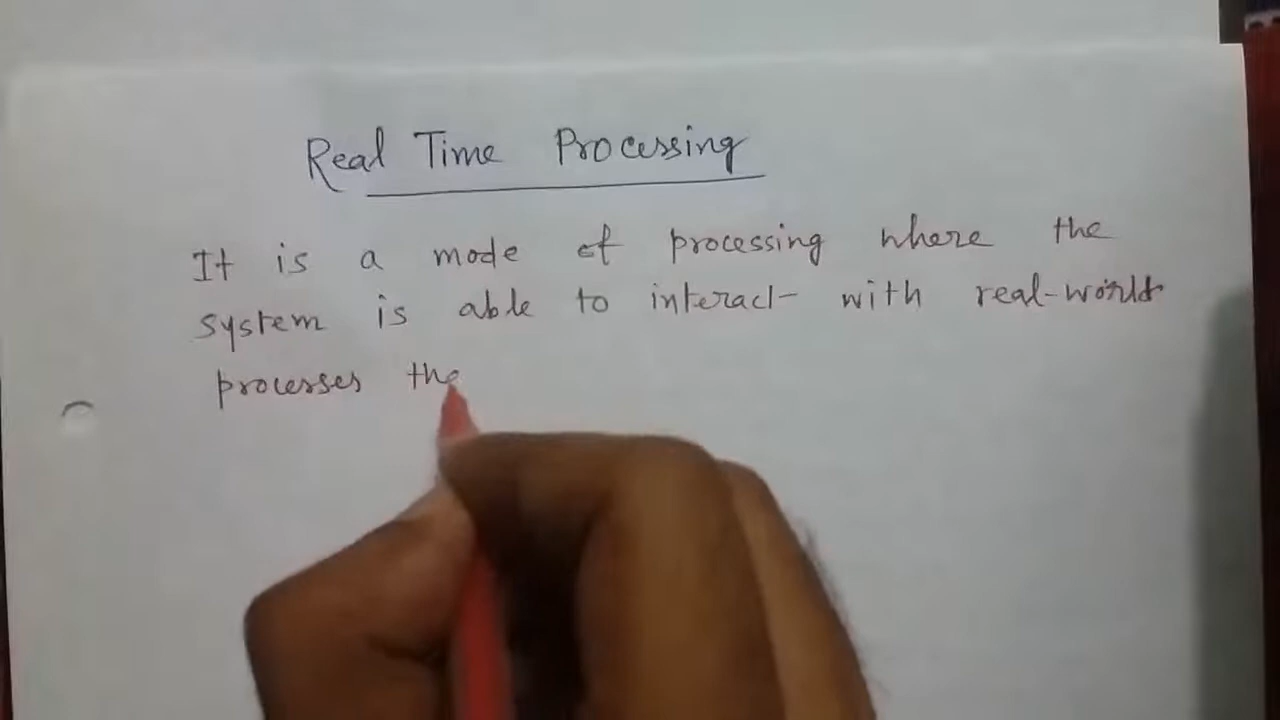 Real Time Processing
It is a mode of processing where the
system is able to interact with real-world
processes the